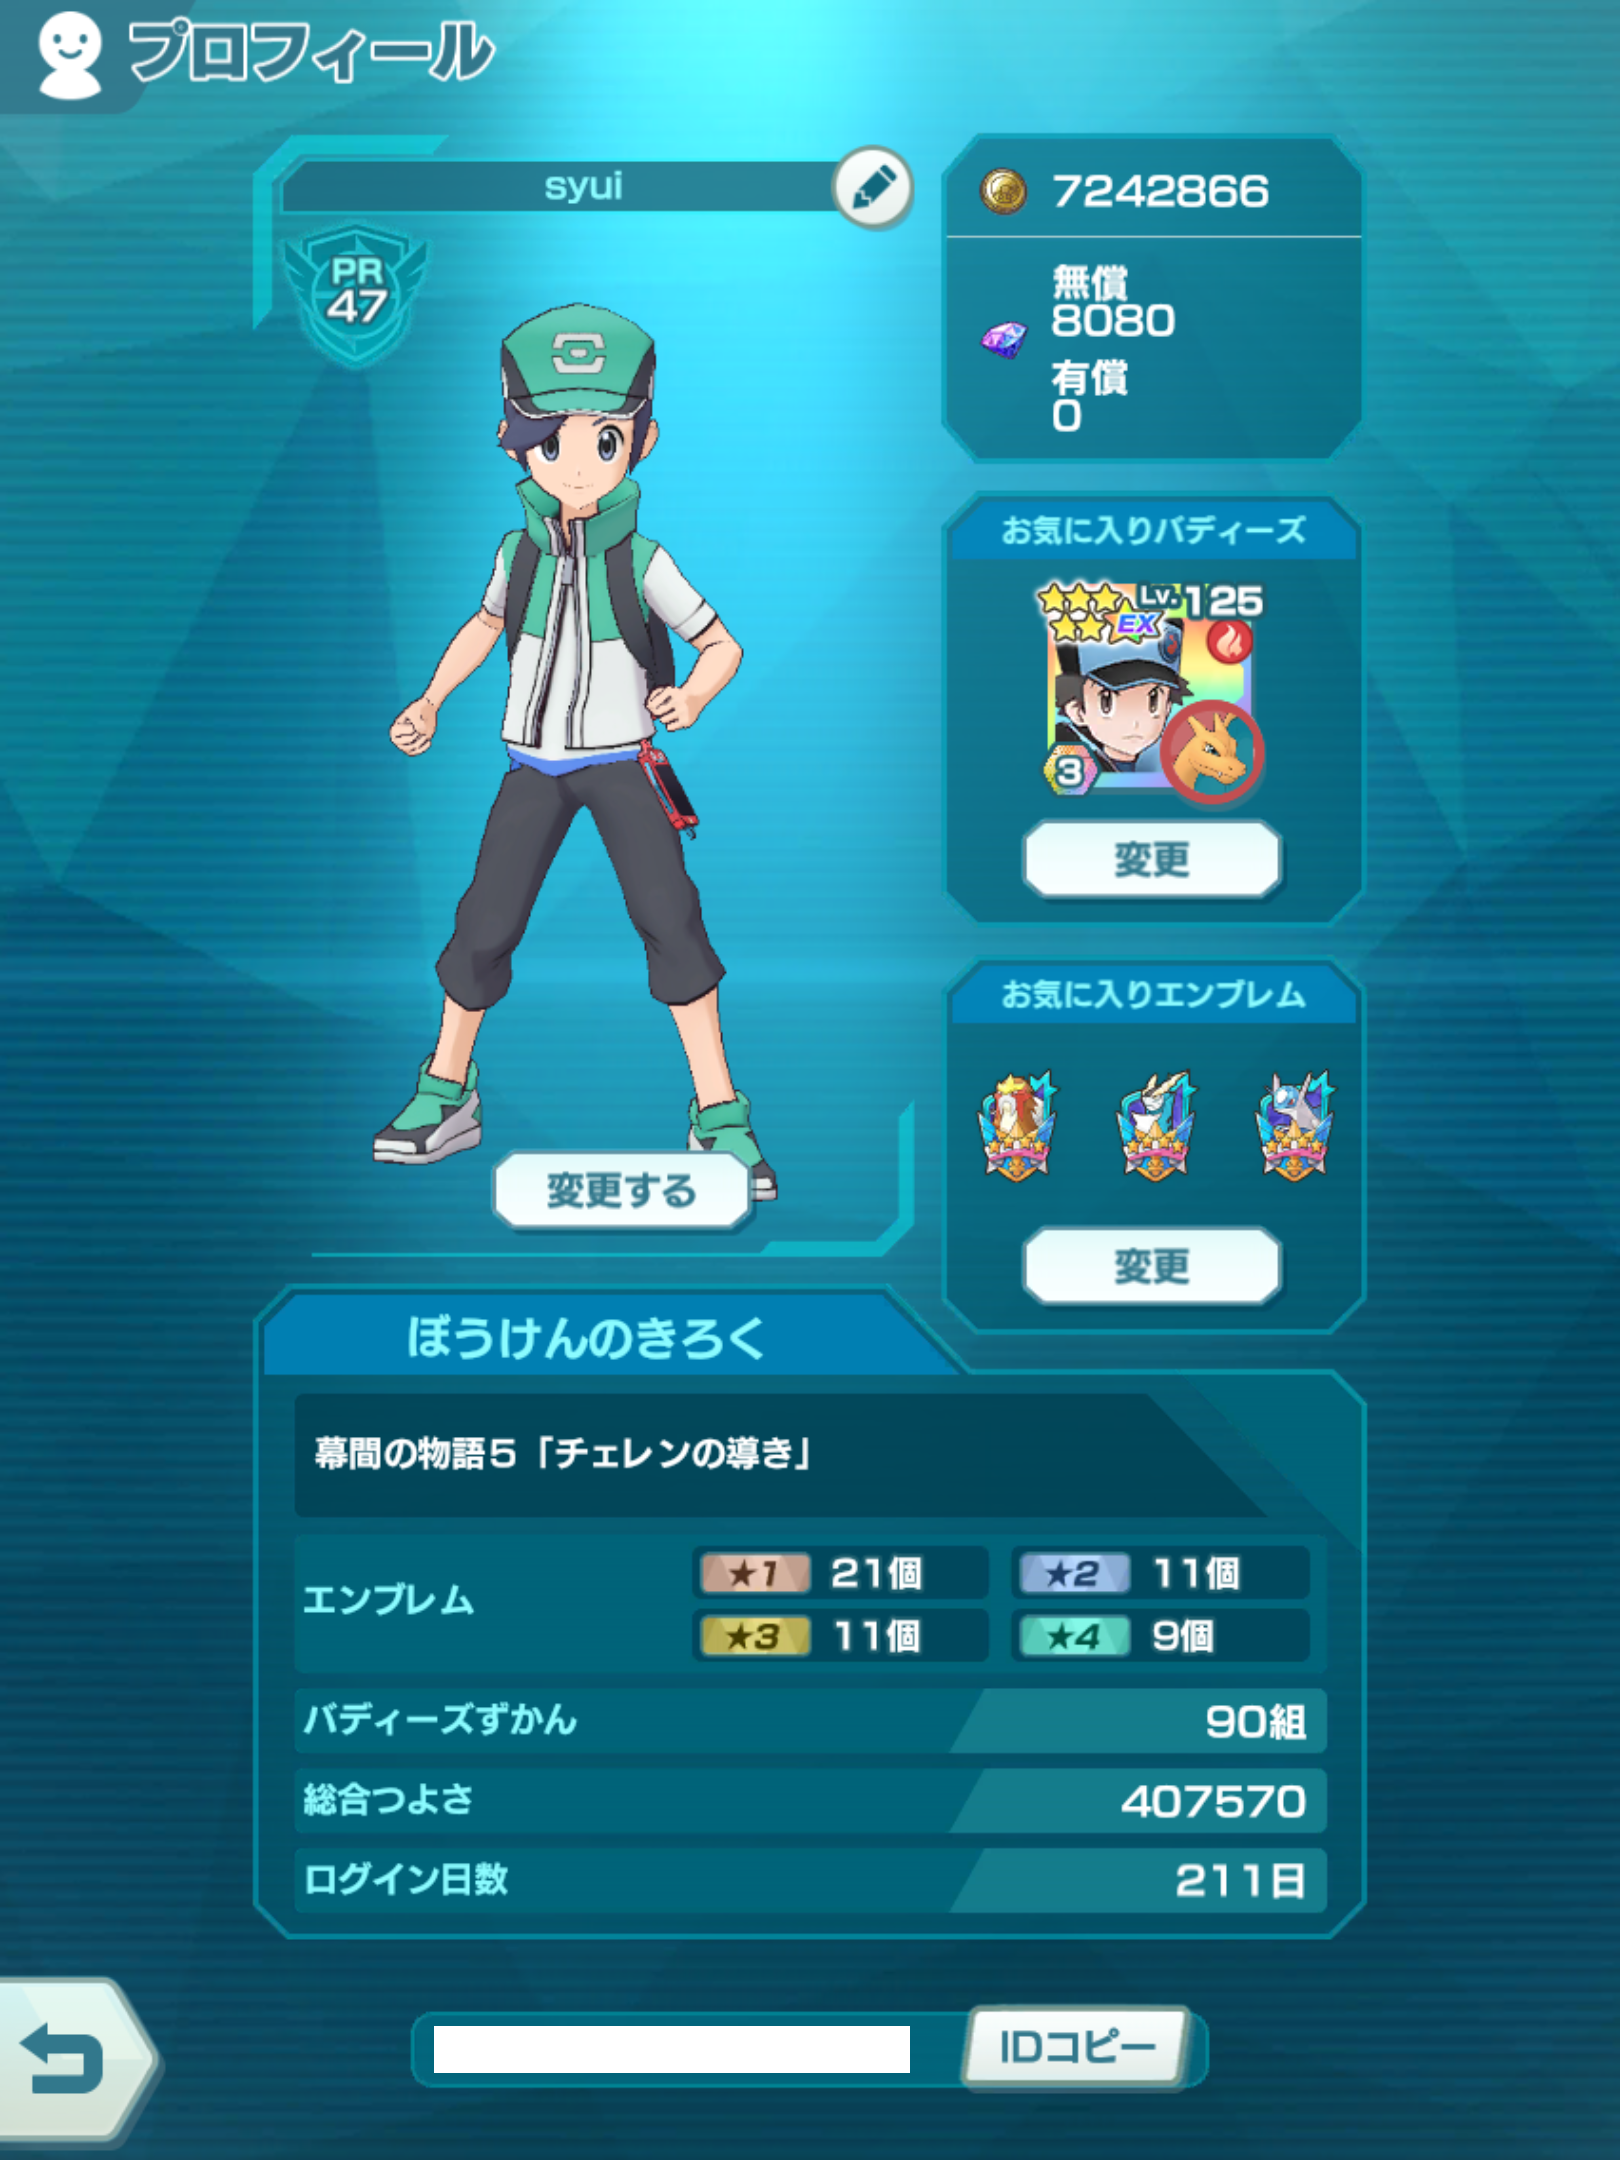 プロフィール
syui
PR
47
7242866
無償
8080
有償
0
お気に入りバディーズ
Lv.125
EX
3
変更
お気に入りエンブレム
変更
変更する
ぼうけんのきろく
幕間の物語5「チェレンの導き」
エンブレム
★1 21個 ★2 11個
★3 11個 ★4 9個
バディーズずかん 90組
総合つよさ 407570
ログイン日数 211日
IDコピー